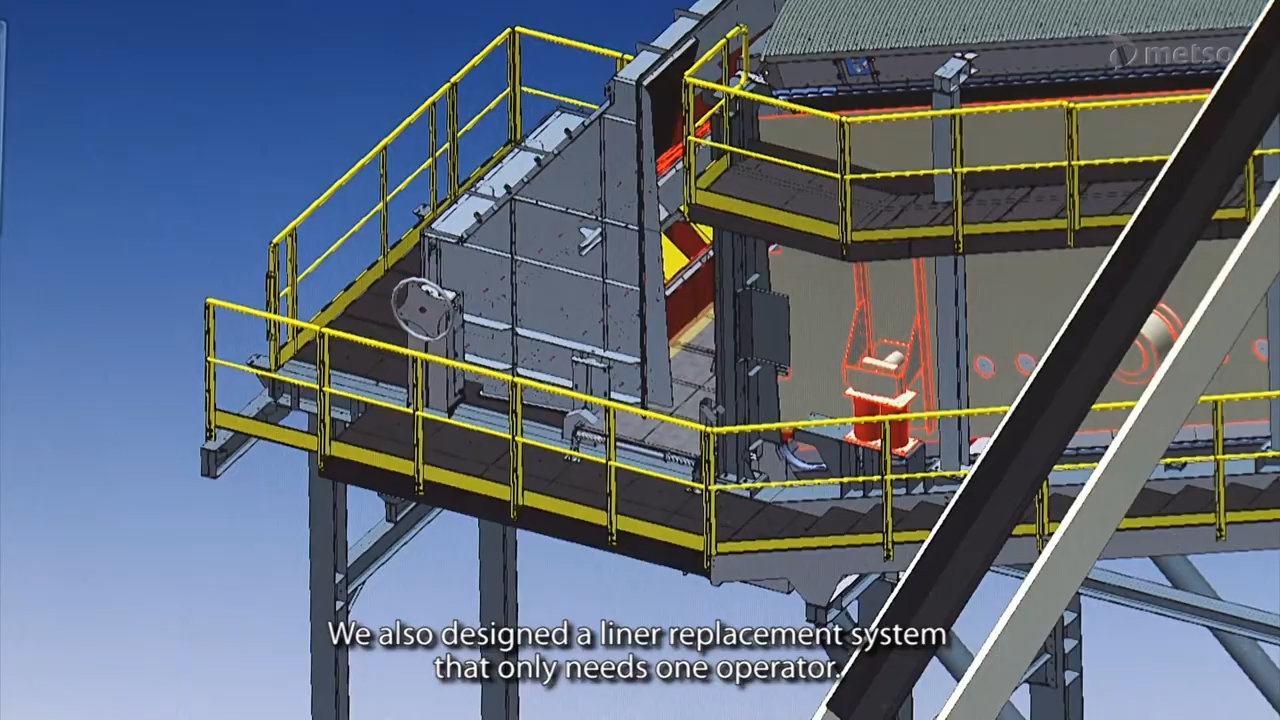 metso
We also designed a liner replacement system
that only needs one operator.